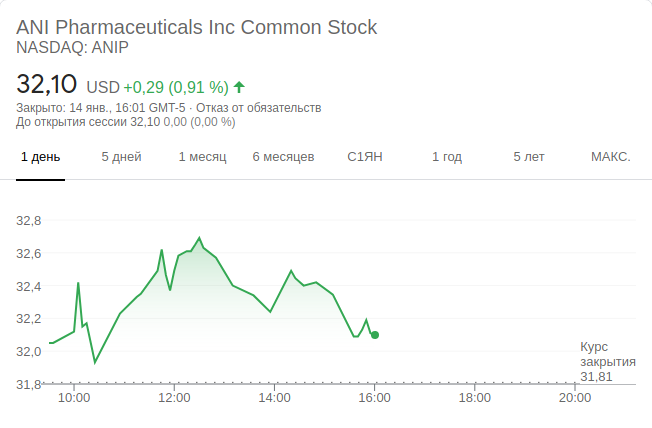 ANI Pharmaceuticals Inc Common Stock
NASDAQ: ANIP
32,10 USD +0,29 (0,91 %)
Закрыто: 14 янв., 16:01 GMT-5 · Отказ от обязательств
До открытия сессии 32,10 0,00 (0,00 %)
1 день 5 дней 1 месяц 6 месяцев С1ЯН 1 год 5 лет МАКС.
32,8
32,6
32,4
32,2
32,0
31,8
Курс
закрытия
31,81
10:00 12:00 14:00 16:00 18:00 20:00